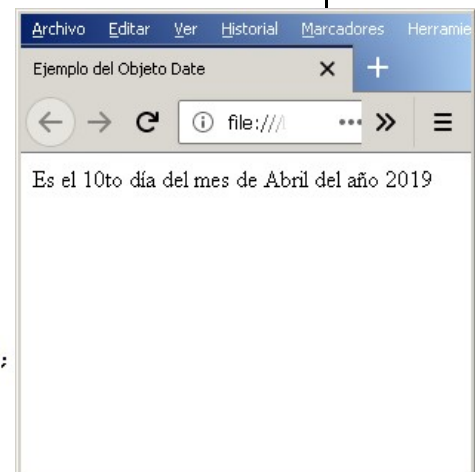 Archivo Editar Ver Historial Marcadores Herramie
Ejemplo del Objeto Date
file:///
Es el 10to día del mes de Abril del año 2019
;